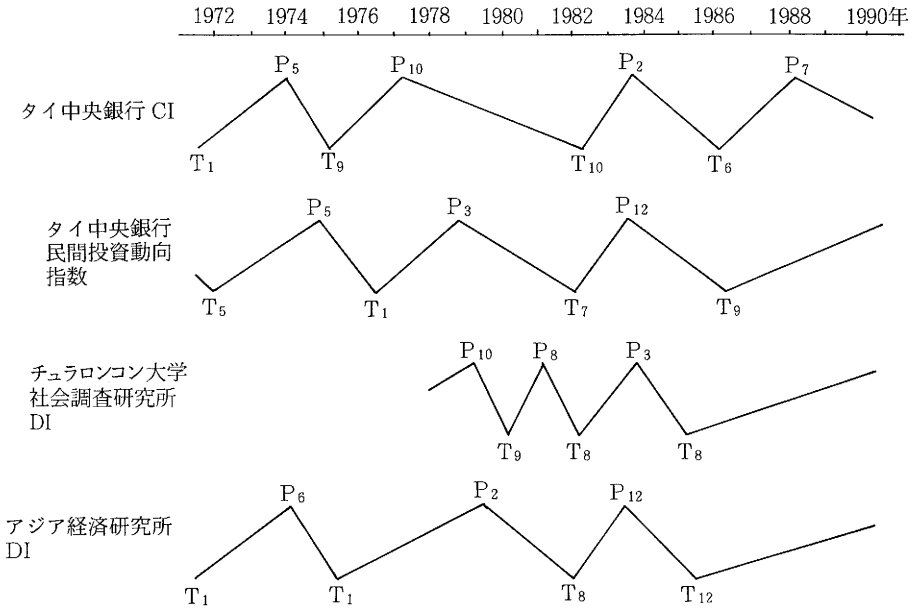 1972 1974 1976 1978 1980 1982 1984 1986 1988 1990年
P5 P10 P2 P7
タイ中央銀行 CI
T1 T9 T10 T6
P5 P3 P12
タイ中央銀行
民間投資動向
指数
T5 T1 T7 T9
P10 P8 P3
チュラロンコン大学
社会調査研究所
DI
T9 T8 T8
P6 P2 P12
アジア経済研究所
DI
T1 T1 T8 T12